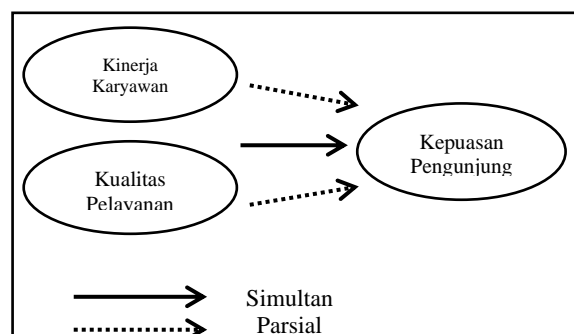 Kinerja
Karyawan
Kualitas
Pelayanan
Kepuasan
Pengunjung
Simultan
Parsial